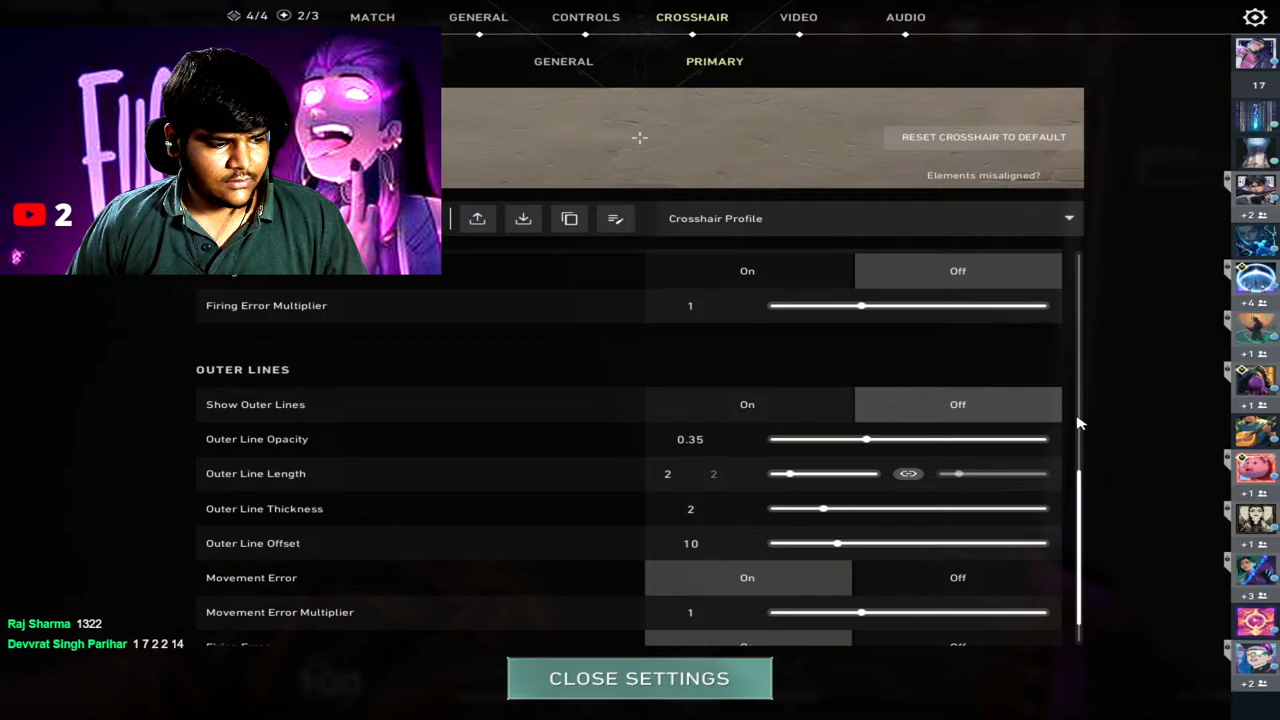 4/4 2/3 MATCH GENERAL CONTROLS CROSSHAIR VIDEO AUDIO
GENERAL PRIMARY
17
RESET CROSSHAIR TO DEFAULT
Elements misaligned?
2
Crosshair Profile
+2
On Off
Firing Error Multiplier 1
+4
OUTER LINES
+1
Show Outer Lines On Off
+1
Outer Line Opacity 0.35
Outer Line Length 2 2
+1
Outer Line Thickness 2
Outer Line Offset 10
+1
Movement Error On Off
+3
Movement Error Multiplier 1
Raj Sharma 1322
Devvrat Singh Parihar 1 7 2 2 14
CLOSE SETTINGS
+2